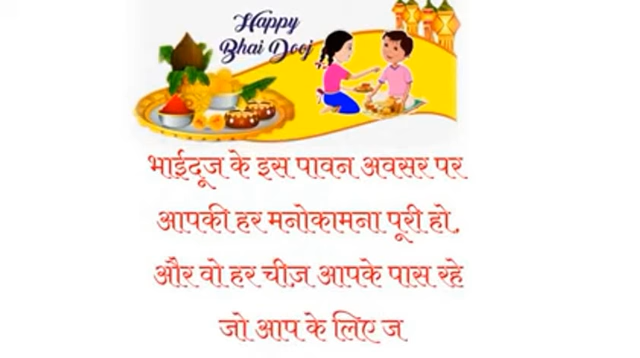 Happy
Bhai Dooj
भाईदूज के इस पावन अवसर पर
आपकी हर मनोकामना पूरी हो,
और वो हर चीज़ आपके पास रहे
जो आप के लिए ज